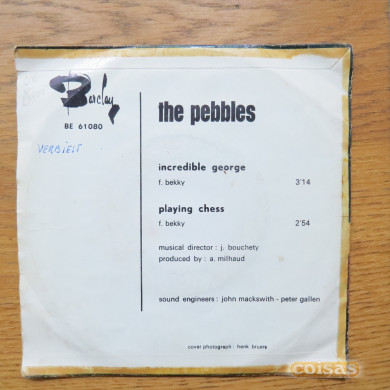 Barclay
BE 61080
VERBIEST
the pebbles
incredible george
f. bekky 3'14
playing chess
f. bekky 2'54
musical director : j. bouchety
produced by : a. milhaud
sound engineers : john mackswith - peter gallen
cover photograph : henk bruens
coisas